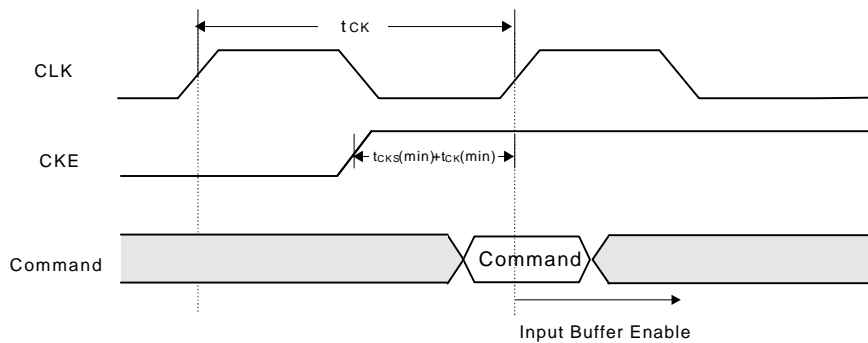 tCK
CLK
CKE
tCKS(min)+tCK(min)
Command
Command
Input Buffer Enable